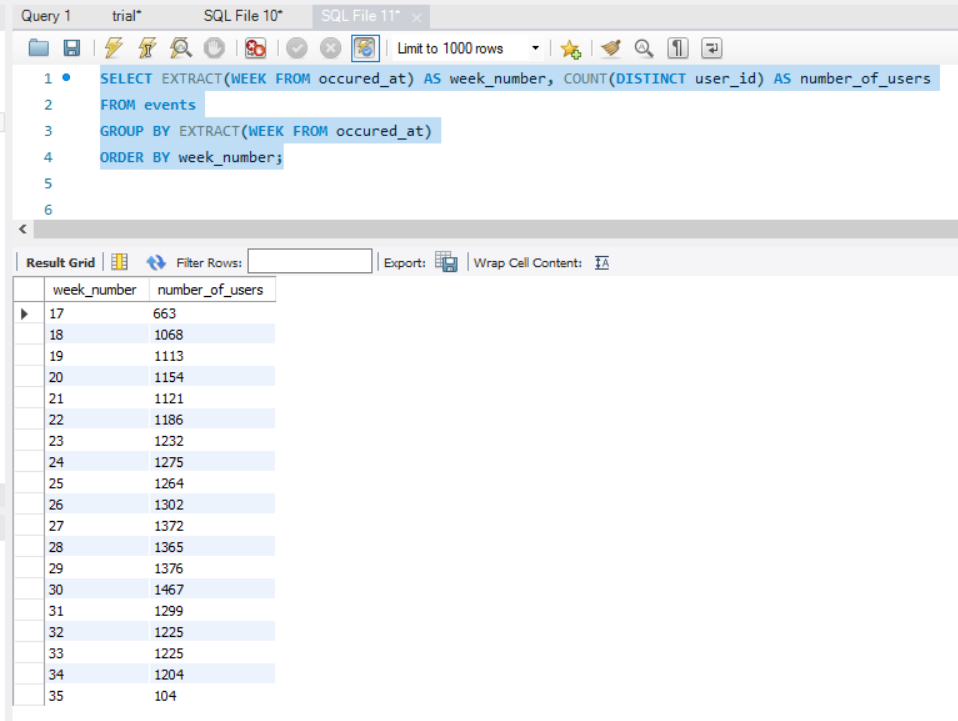 Query 1 trial* SQL File 10* SQL File 11*
Limit to 1000 rows
1 SELECT EXTRACT(WEEK FROM occured_at) AS week_number, COUNT(DISTINCT user_id) AS number_of_users
2 FROM events
3 GROUP BY EXTRACT(WEEK FROM occured_at)
4 ORDER BY week_number;
5
6
Result Grid Filter Rows: Export: Wrap Cell Content: IA
week_number number_of_users
17 663
18 1068
19 1113
20 1154
21 1121
22 1186
23 1232
24 1275
25 1264
26 1302
27 1372
28 1365
29 1376
30 1467
31 1299
32 1225
33 1225
34 1204
35 104